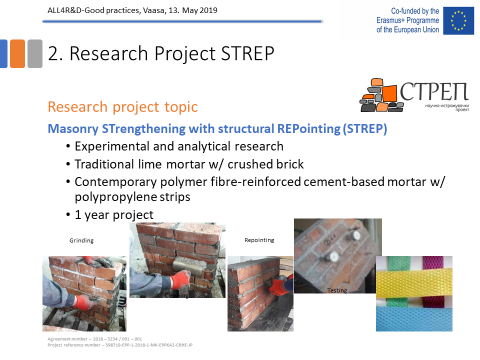 ALL4R&D-Good practices, Vaasa, 13. May 2019
Co-funded by the
Erasmus+ Programme
of the European Union
2. Research Project STREP
СТРЕП
научно-истражувачки
проект
Research project topic
Masonry STrengthening with structural REPointing (STREP)
• Experimental and analytical research
• Traditional lime mortar w/ crushed brick
• Contemporary polymer fibre-reinforced cement-based mortar w/
polypropylene strips
• 1 year project
Grinding
Repointing
Testing
Agreement number – 2018 – 3234 / 001 – 001
Project reference number – 598719-EPP-1-2018-1-MK-EPPKA2-CBHE-JP